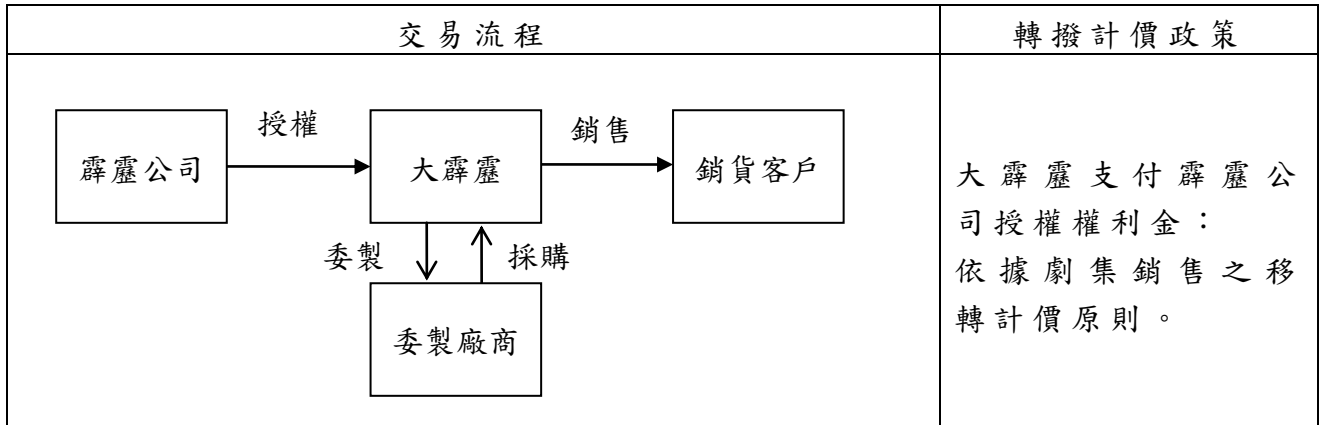 交易流程
轉撥計價政策
授權
銷售
霹靂公司
大霹靂
銷貨客戶
委製
採購
委製廠商
大霹靂支付霹靂公
司授權權利金：
依據劇集銷售之移
轉計價原則。